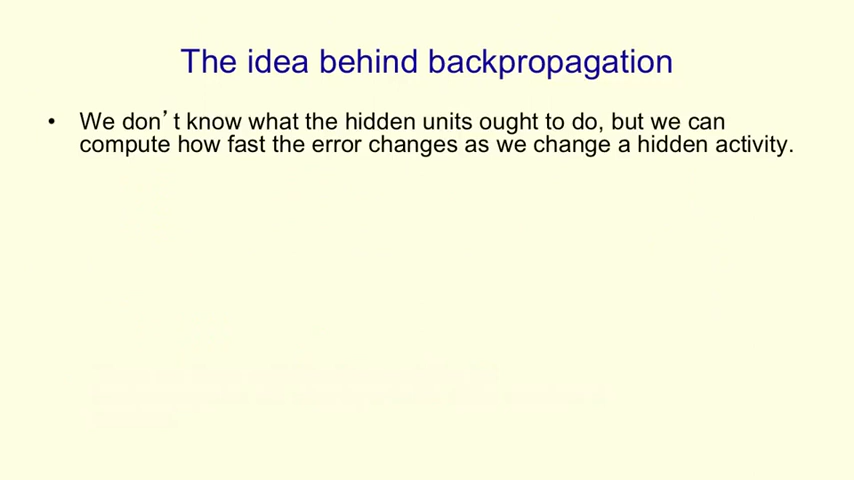 The idea behind backpropagation
• We don’t know what the hidden units ought to do, but we can
compute how fast the error changes as we change a hidden activity.